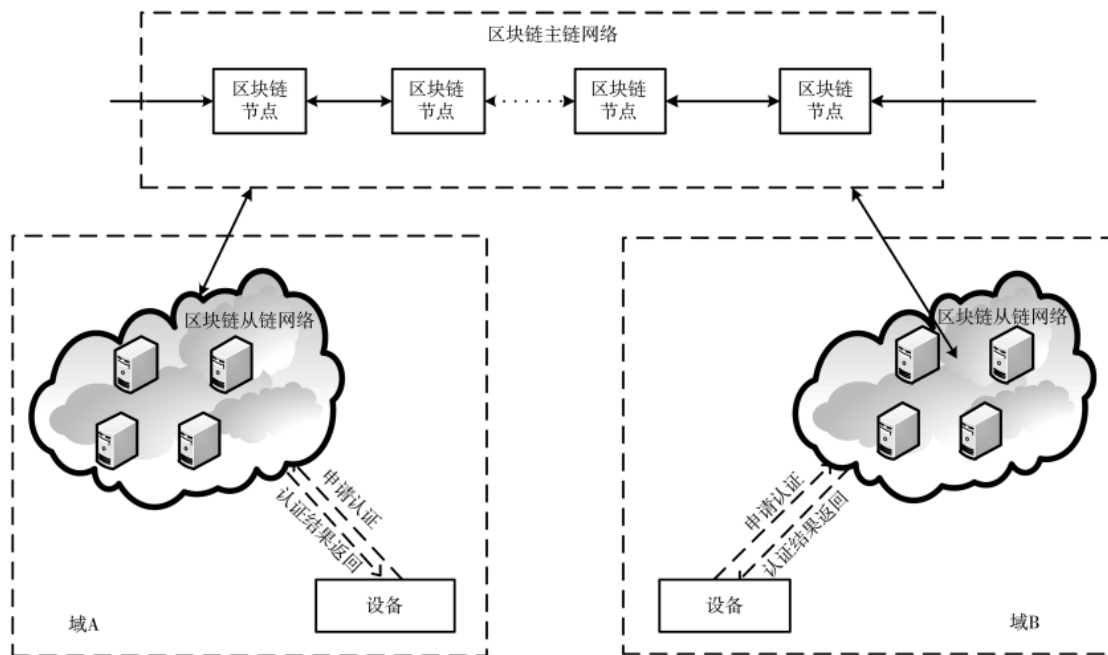 区块链主链网络
区块链
节点
区块链
节点
区块链
节点
区块链
节点
区块链从链网络
申请认证
认证结果返回
设备
域A
区块链从链网络
申请认证
认证结果返回
设备
域B